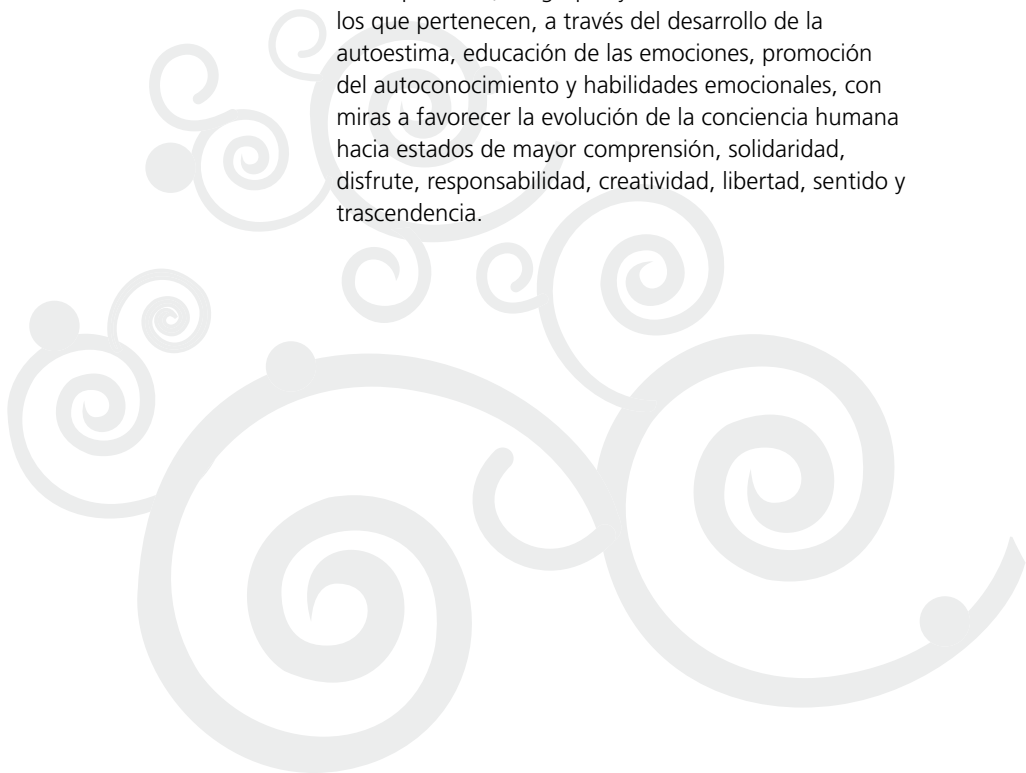 los que pertenecen, a través del desarrollo de la
autoestima, educación de las emociones, promoción
del autoconocimiento y habilidades emocionales, con
miras a favorecer la evolución de la conciencia humana
hacia estados de mayor comprensión, solidaridad,
disfrute, responsabilidad, creatividad, libertad, sentido y
trascendencia.